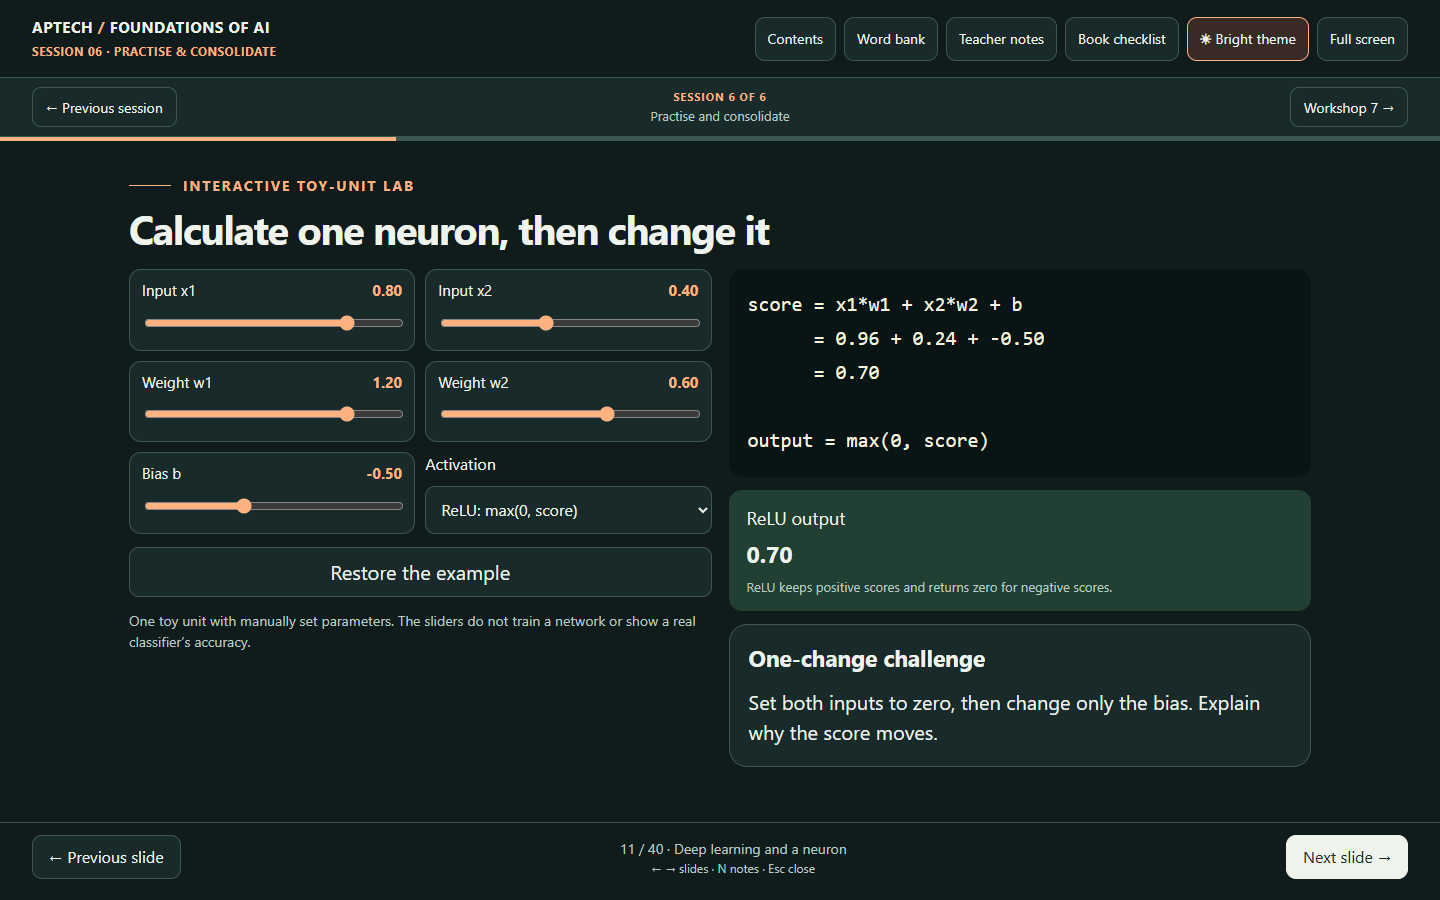 APTECH / FOUNDATIONS OF AI
SESSION 06 · PRACTISE & CONSOLIDATE
Contents
Word bank
Teacher notes
Book checklist
☀ Bright theme
Full screen
← Previous session
SESSION 6 OF 6
Practise and consolidate
Workshop 7 →
INTERACTIVE TOY-UNIT LAB
Calculate one neuron, then change it
Input x1 0.80
Input x2 0.40
Weight w1 1.20
Weight w2 0.60
Bias b -0.50
Activation
ReLU: max(0, score)
Restore the example
One toy unit with manually set parameters. The sliders do not train a network or show a real
classifier’s accuracy.
score = x1*w1 + x2*w2 + b
= 0.96 + 0.24 + -0.50
= 0.70
output = max(0, score)
ReLU output
0.70
ReLU keeps positive scores and returns zero for negative scores.
One-change challenge
Set both inputs to zero, then change only the bias. Explain
why the score moves.
← Previous slide
11 / 40 · Deep learning and a neuron
← → slides · N notes · Esc close
Next slide →